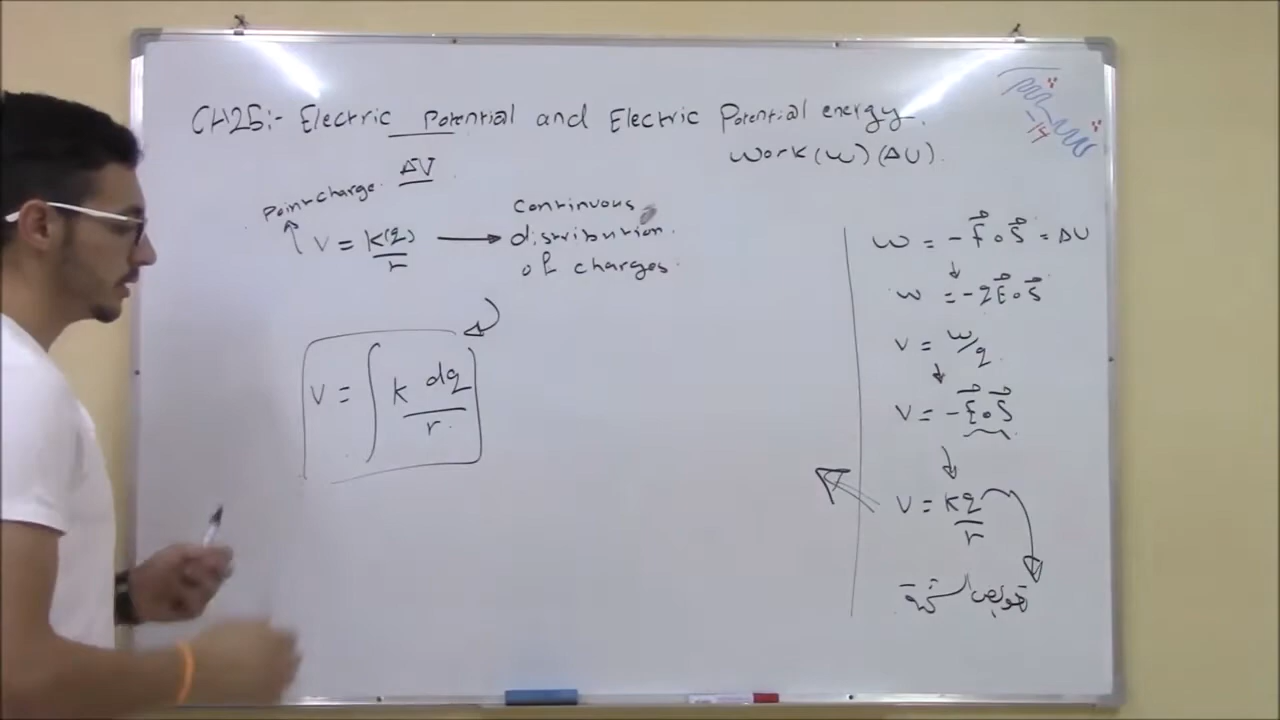 CH25:- Electric Potential and Electric Potential energy.
Work(W)(ΔU).
ΔV
Point charge.
V = k(q)/r → Continuous
distribution.
of charges.
V = ∫ k dq/r.
W = -F⃗∘S⃗ = ΔU
W = -qE⃗∘S⃗
V = W/q
V = -E⃗∘S⃗
V = kq/r
-14